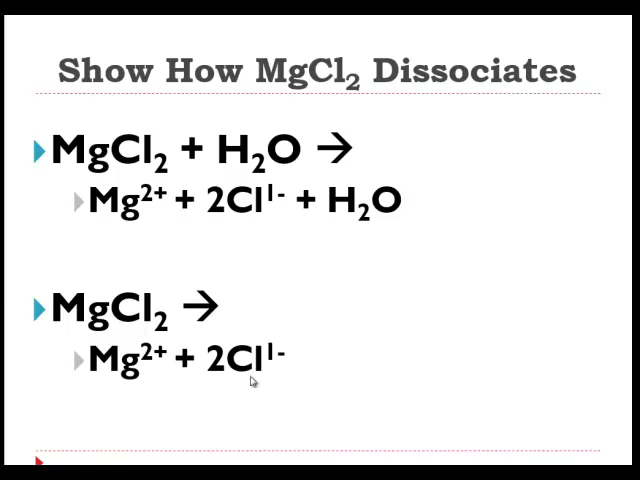 Show How MgCl₂ Dissociates
MgCl₂ + H₂O →
Mg²⁺ + 2Cl¹⁻ + H₂O
MgCl₂ →
Mg²⁺ + 2Cl¹⁻